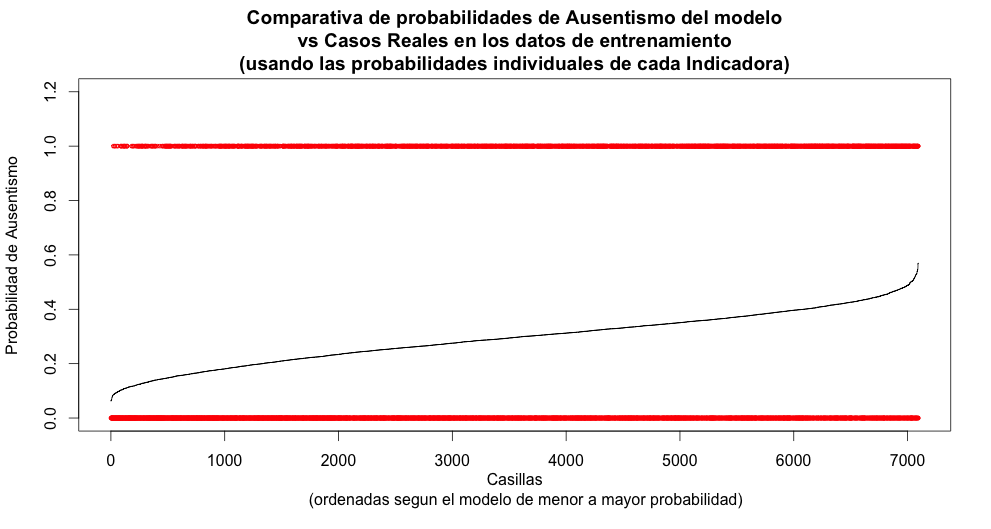 Comparativa de probabilidades de Ausentismo del modelo
vs Casos Reales en los datos de entrenamiento
(usando las probabilidades individuales de cada Indicadora)
Probabilidad de Ausentismo
1.2
1.0
0.8
0.6
0.4
0.2
0.0
0 1000 2000 3000 4000 5000 6000 7000
Casillas
(ordenadas segun el modelo de menor a mayor probabilidad)